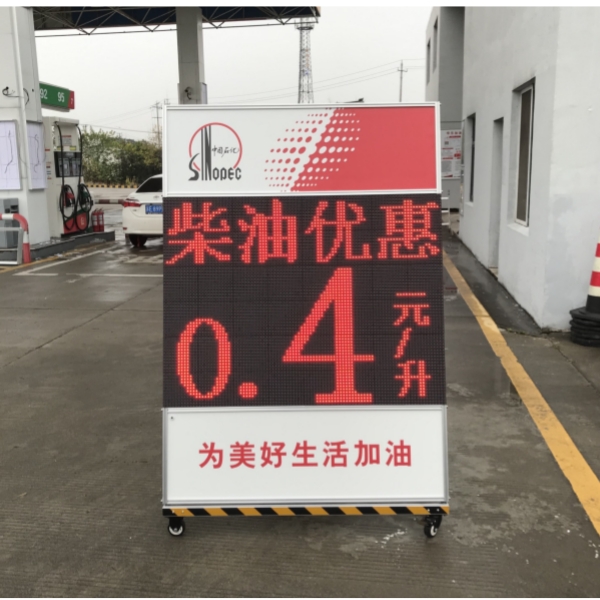 92 95
中国石化
SINOPEC
柴油优惠
0.4元/升
为美好生活加油